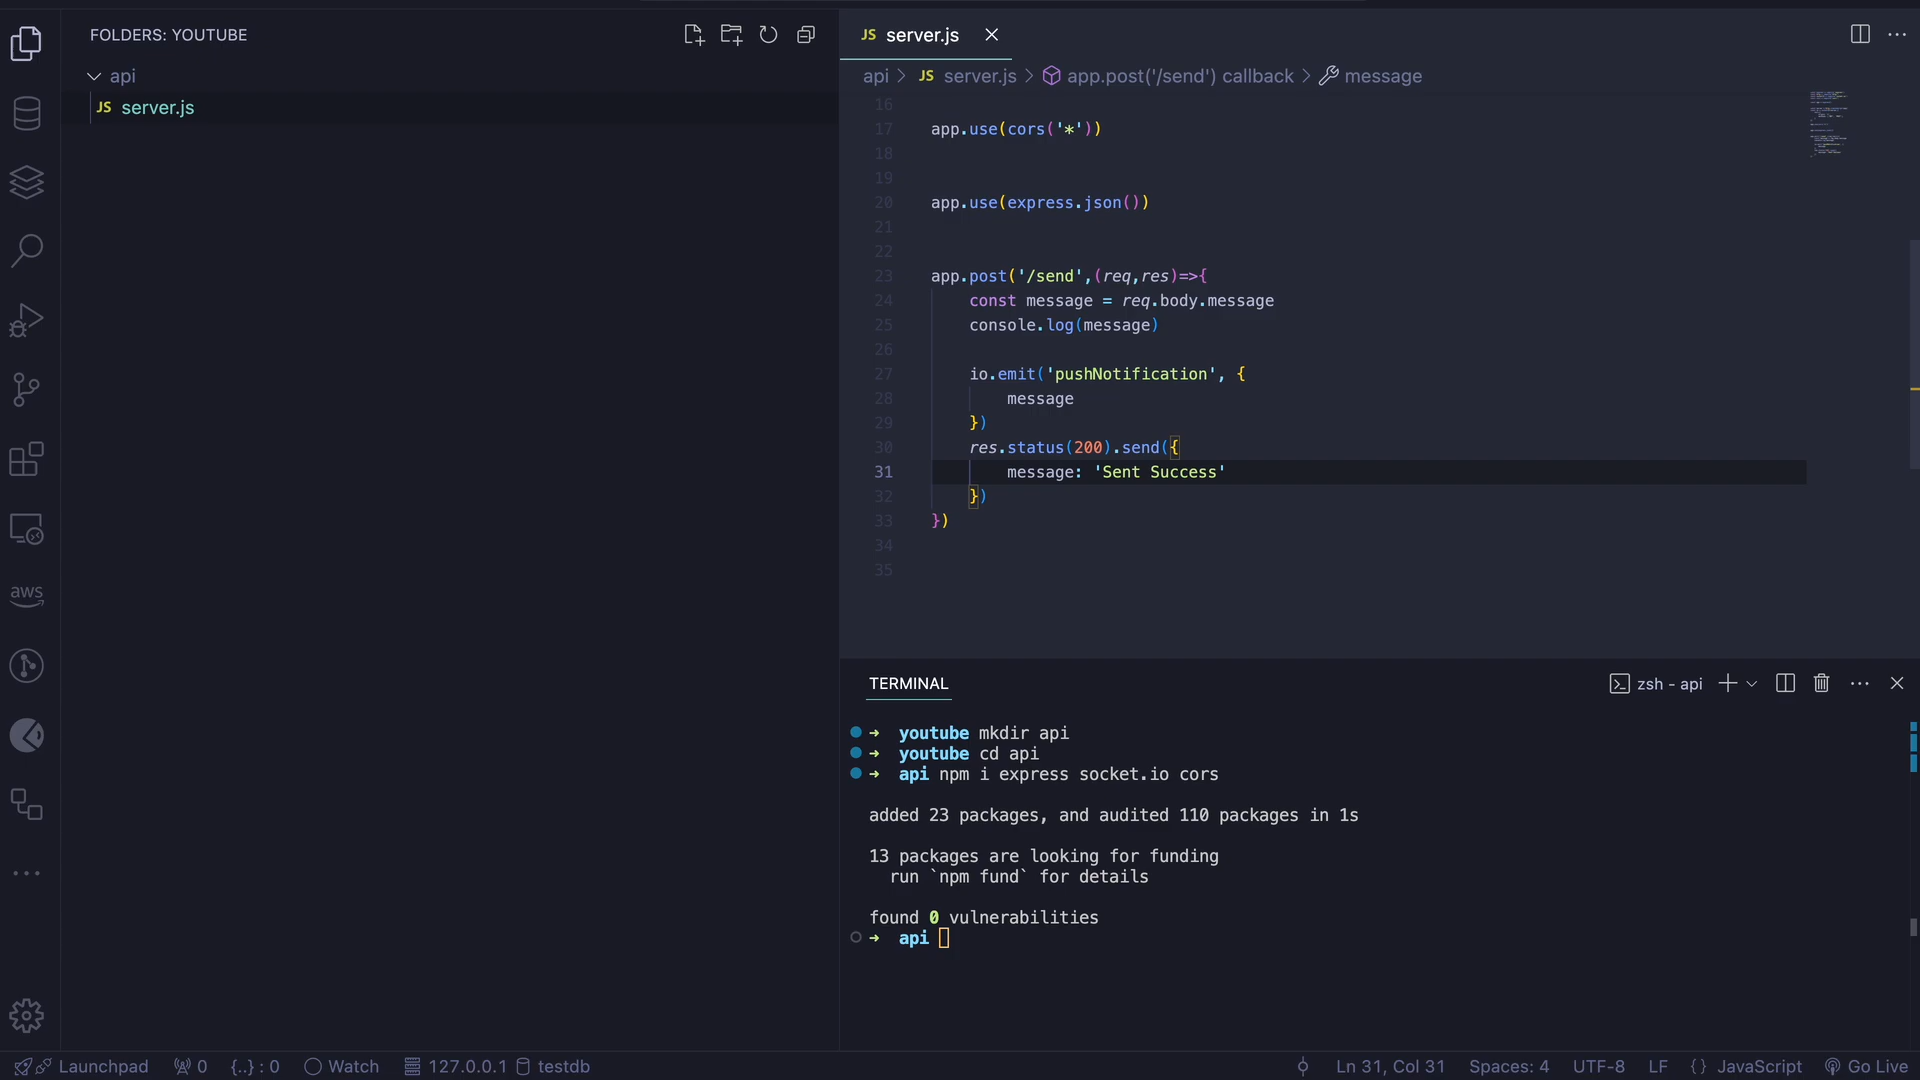 FOLDERS: YOUTUBE
api
JS server.js
aws
JS server.js
api > JS server.js > app.post('/send') callback > message
16
17 app.use(cors('*'))
18
19
20 app.use(express.json())
21
22
23 app.post('/send',(req,res)=>{
24 const message = req.body.message
25 console.log(message)
26
27 io.emit('pushNotification', {
28 message
29 })
30 res.status(200).send({
31 message: 'Sent Success'
32 })
33 })
34
35
TERMINAL
zsh - api
➜ youtube mkdir api
➜ youtube cd api
➜ api npm i express socket.io cors
added 23 packages, and audited 110 packages in 1s
13 packages are looking for funding
run `npm fund` for details
found 0 vulnerabilities
➜ api
Launchpad 0 {..} : 0 Watch 127.0.0.1 testdb
Ln 31, Col 31 Spaces: 4 UTF-8 LF {} JavaScript Go Live